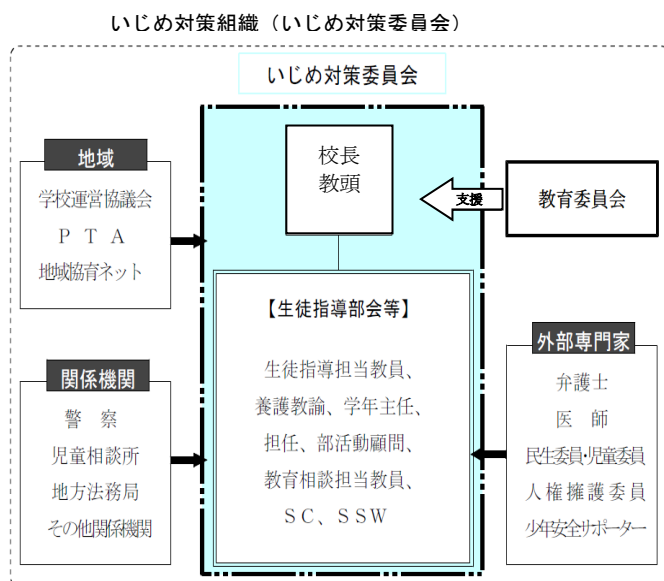 いじめ対策組織（いじめ対策委員会）
いじめ対策委員会
校長
教頭
支援
教育委員会
地域
学校運営協議会
ＰＴＡ
地域協育ネット
【生徒指導部会等】
生徒指導担当教員、
養護教諭、学年主任、
担任、部活動顧問、
教育相談担当教員、
ＳＣ、ＳＳＷ
関係機関
警察
児童相談所
地方法務局
その他関係機関
外部専門家
弁護士
医師
民生委員・児童委員
人権擁護委員
少年安全サポーター